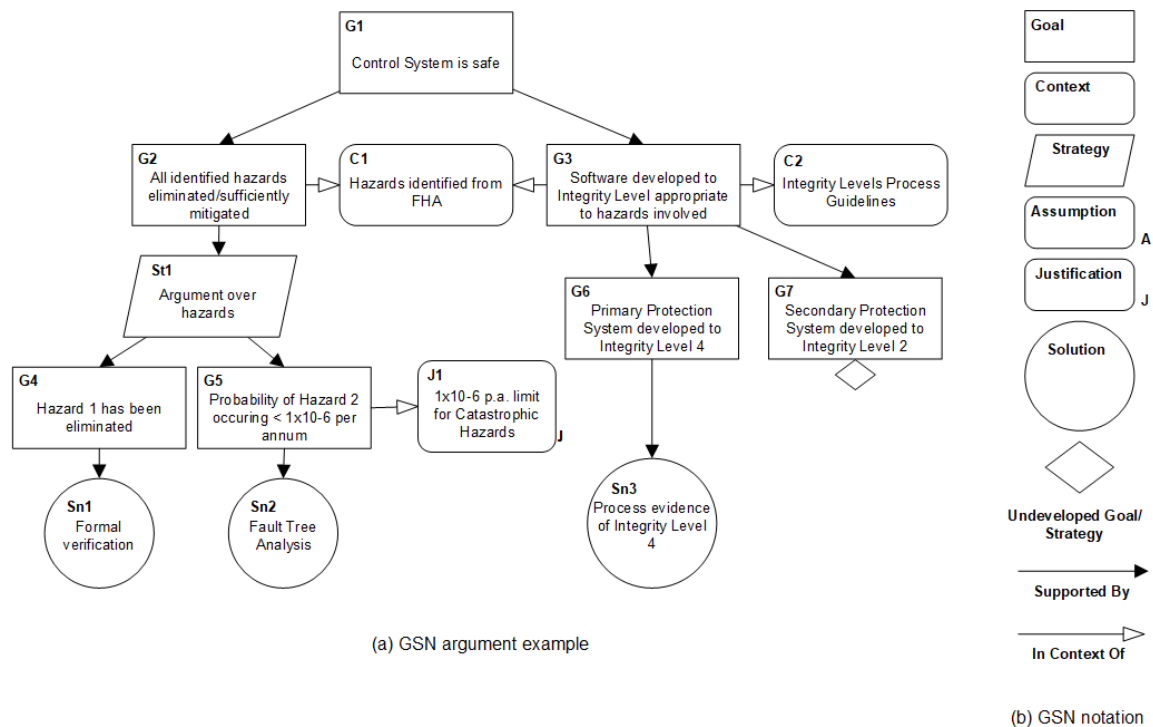 G1
Control System is safe
G2
All identified hazards
eliminated/sufficiently
mitigated
C1
Hazards identified from
FHA
G3
Software developed to
Integrity Level appropriate
to hazards involved
C2
Integrity Levels Process
Guidelines
St1
Argument over
hazards
G6
Primary Protection
System developed to
Integrity Level 4
G7
Secondary Protection
System developed to
Integrity Level 2
G4
Hazard 1 has been
eliminated
G5
Probability of Hazard 2
occuring < 1x10-6 per
annum
J1
1x10-6 p.a. limit
for Catastrophic
Hazards
J
Sn1
Formal
verification
Sn2
Fault Tree
Analysis
Sn3
Process evidence
of Integrity Level
4
(a) GSN argument example
Goal
Context
Strategy
Assumption
A
Justification
J
Solution
Undeveloped Goal/
Strategy
Supported By
In Context Of
(b) GSN notation